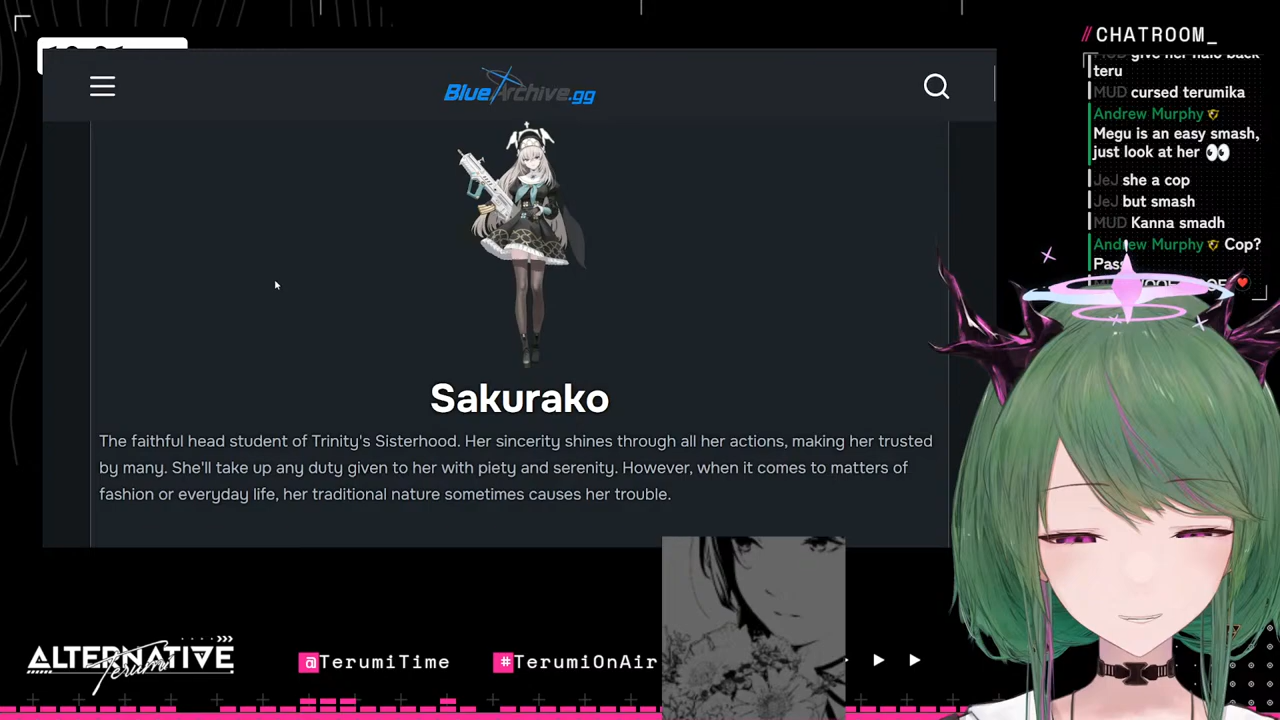 //CHATROOM_
teru
MUD cursed terumika
Andrew Murphy
Megu is an easy smash,
just look at her
JeJ she a cop
JeJ but smash
MUD Kanna smadh
Andrew Murphy Cop?
Pass
BlueArchive.gg
Sakurako
The faithful head student of Trinity's Sisterhood. Her sincerity shines through all her actions, making her trusted
by many. She'll take up any duty given to her with piety and serenity. However, when it comes to matters of
fashion or everyday life, her traditional nature sometimes causes her trouble.
ALTERNATIVE
Terumi
@TerumiTime
#TerumiOnAir